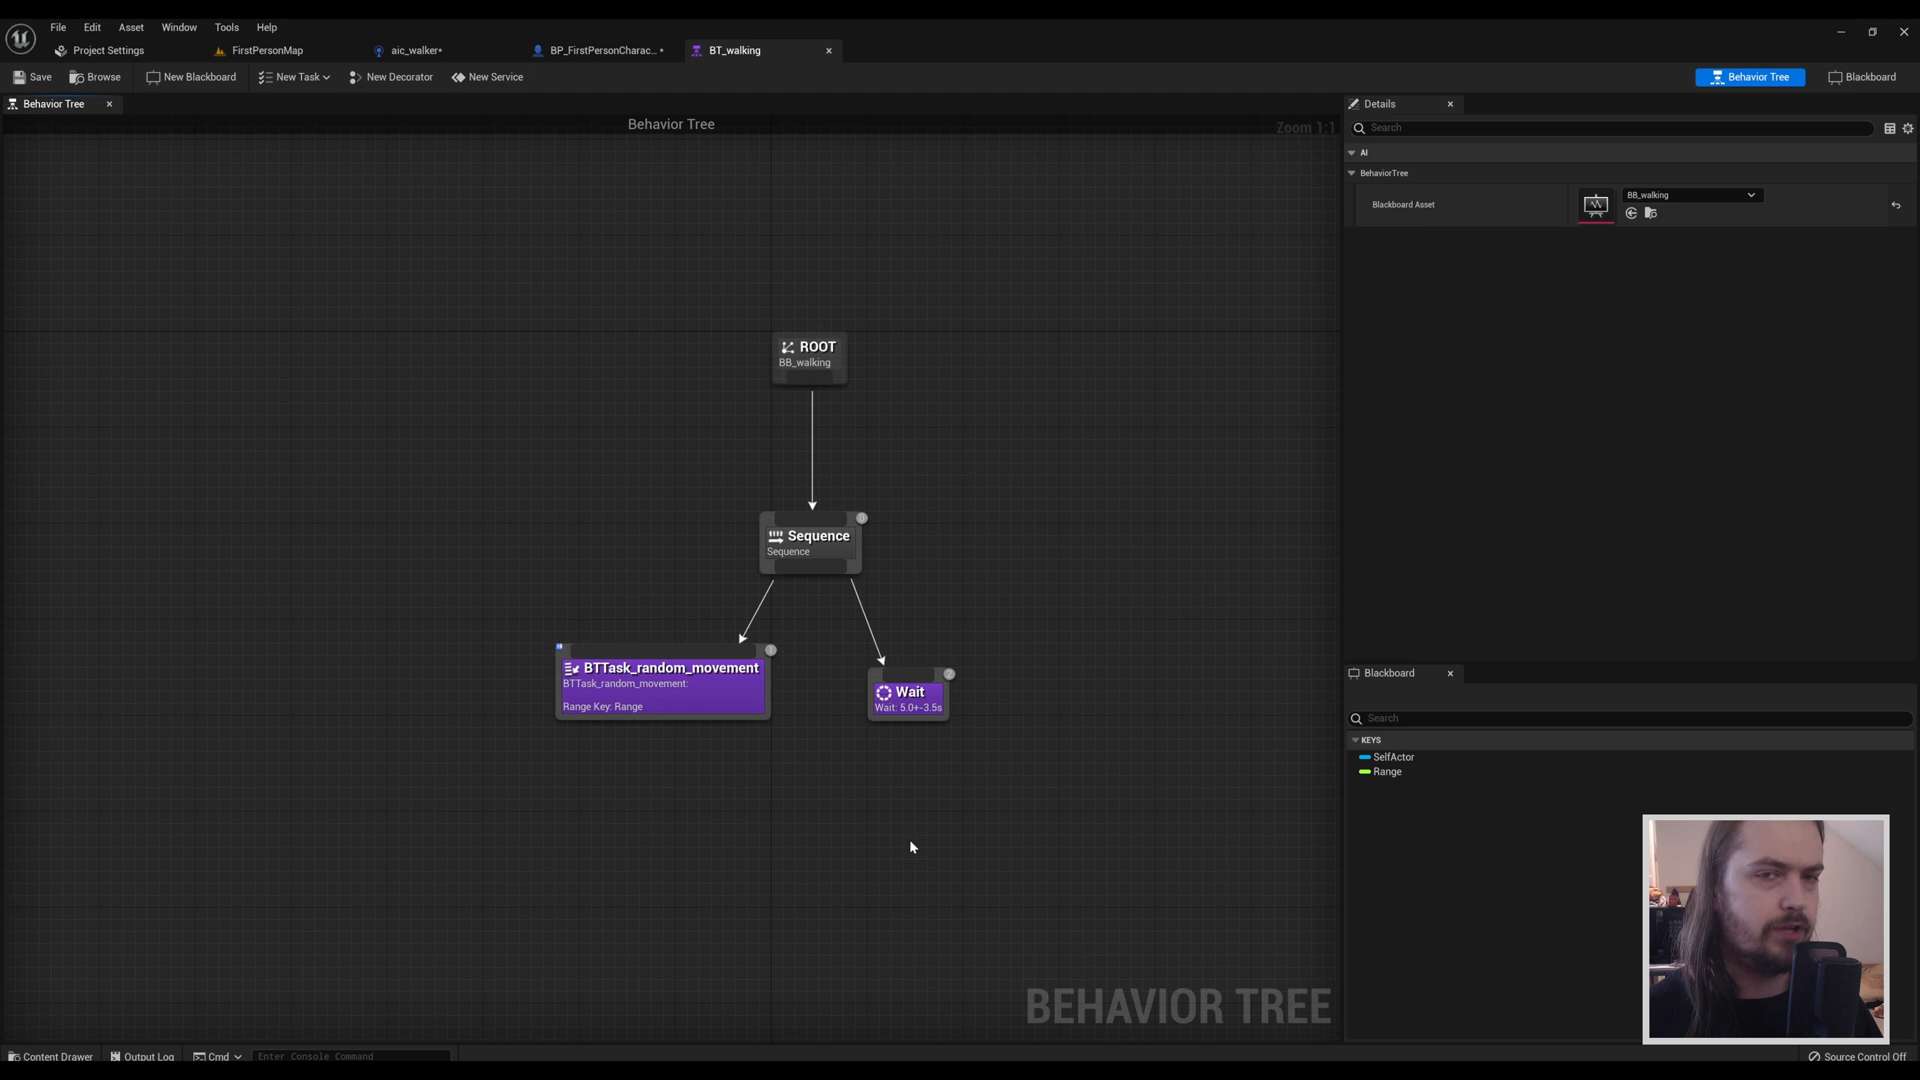 File Edit Asset Window Tools Help
Project Settings FirstPersonMap aic_walker* BP_FirstPersonCharac... * BT_walking
Save Browse New Blackboard New Task New Decorator New Service Behavior Tree Blackboard
Behavior Tree
Behavior Tree
Zoom 1:1
ROOT
BB_walking
0
Sequence
Sequence
1
BTTask_random_movement
BTTask_random_movement:
Range Key: Range
2
Wait
Wait: 5.0+-3.5s
BEHAVIOR TREE
Details
Search
AI
BehaviorTree
Blackboard Asset
BB_walking
Blackboard
Search
KEYS
SelfActor
Range
Content Drawer Output Log Cmd Enter Console Command Source Control Off